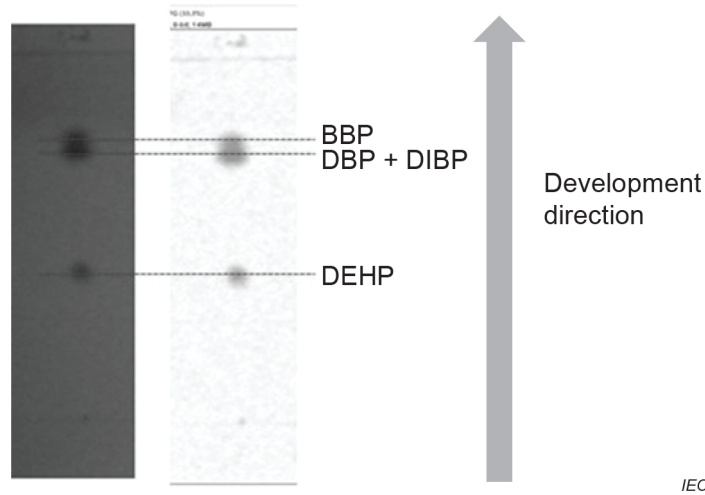 BBP
DBP + DIBP
Development
direction
DEHP
IEC